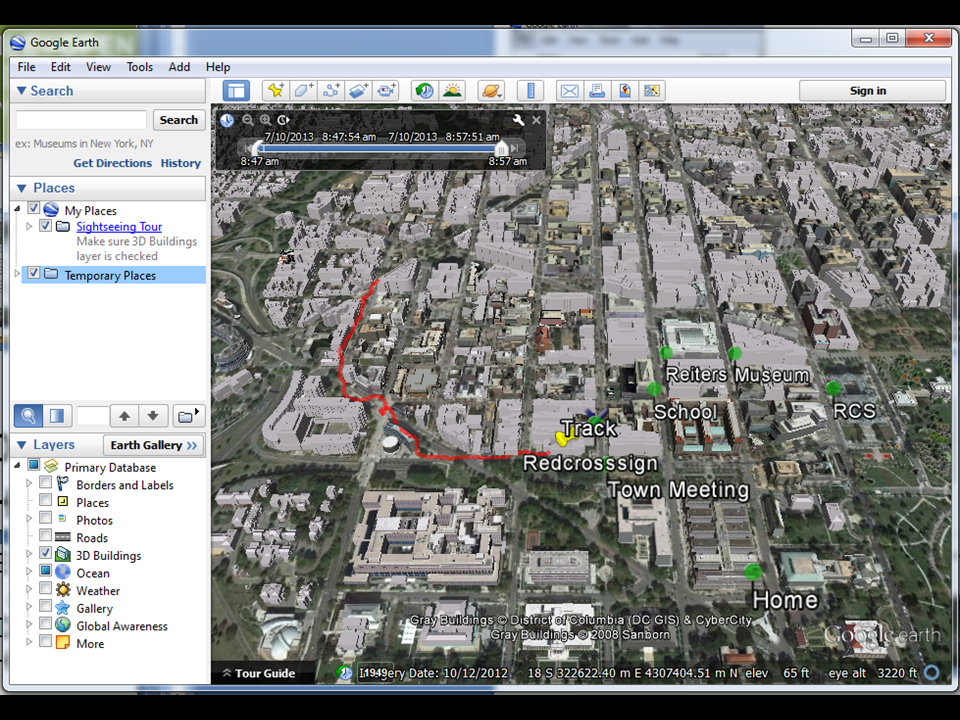 Google Earth
File Edit View Tools Add Help
Search
Search
ex: Museums in New York, NY
Get Directions History
Places
My Places
Sightseeing Tour
Make sure 3D Buildings
layer is checked
Temporary Places
Layers
Earth Gallery >>
Primary Database
Borders and Labels
Places
Photos
Roads
3D Buildings
Ocean
Weather
Gallery
Global Awareness
More
Sign in
7/10/2013 8:47:54 am 7/10/2013 8:57:51 am
8:47 am 8:57 am
Reiters Museum
School
RCS
Track
Redcrosssign
Town Meeting
Home
Gray Buildings © District of Columbia (DC GIS) & CyberCity
Gray Buildings © 2008 Sanborn
Google earth
Tour Guide
1949
Imagery Date: 10/12/2012 18 S 322622.40 m E 4307404.51 m N elev 65 ft eye alt 3220 ft